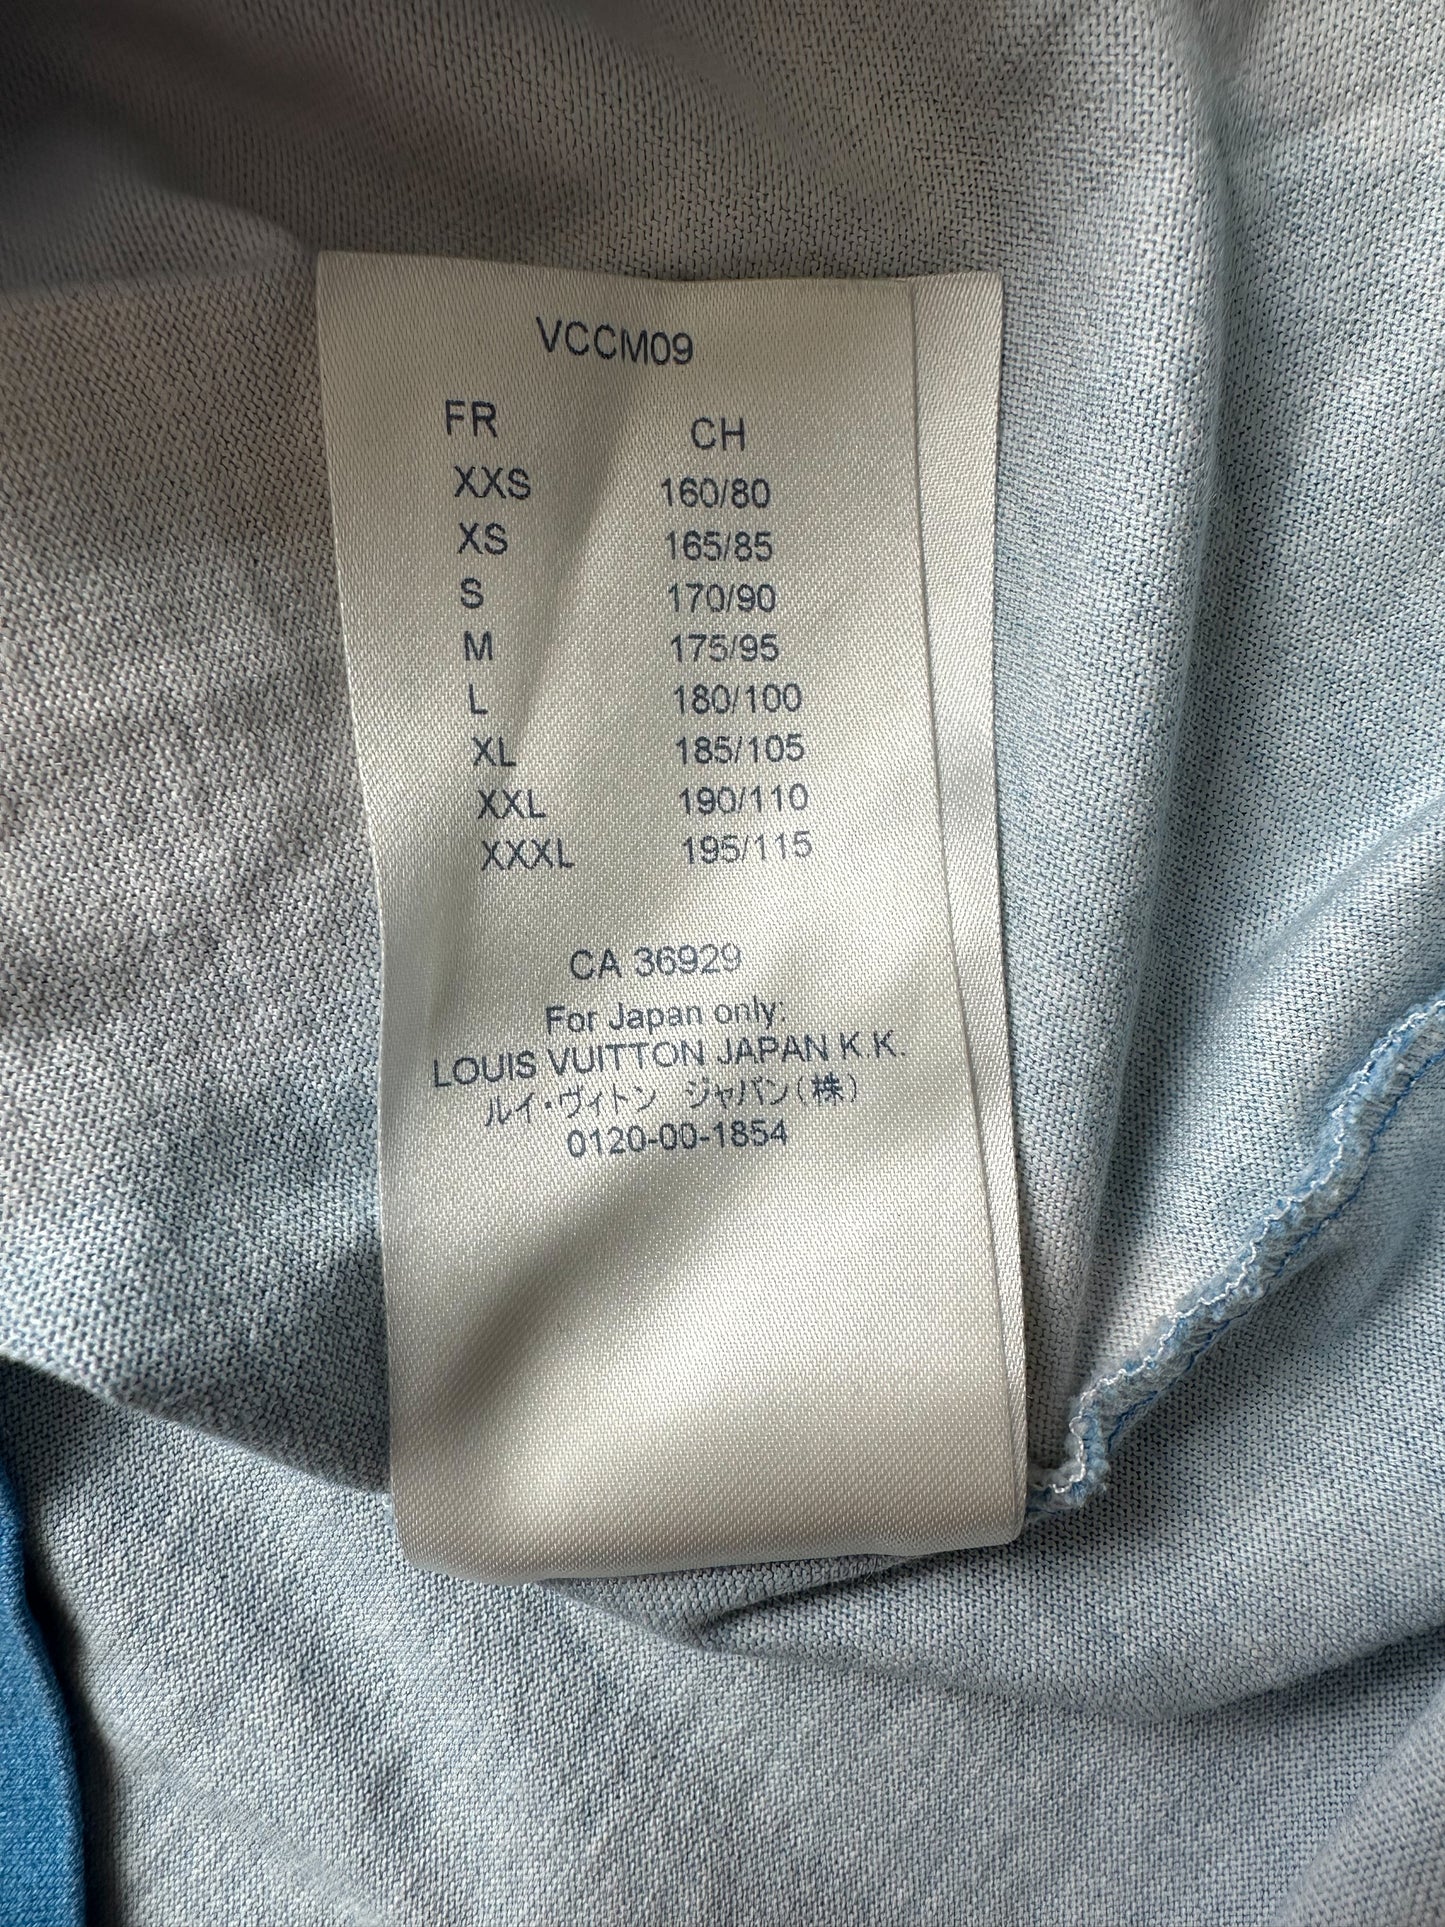 VCCM09
FR CH
XXS 160/80
XS 165/85
S 170/90
M 175/95
L 180/100
XL 185/105
XXL 190/110
XXXL 195/115
CA 36929
For Japan only:
LOUIS VUITTON JAPAN K.K.
ルイ・ヴィトン ジャパン(株)
0120-00-1854